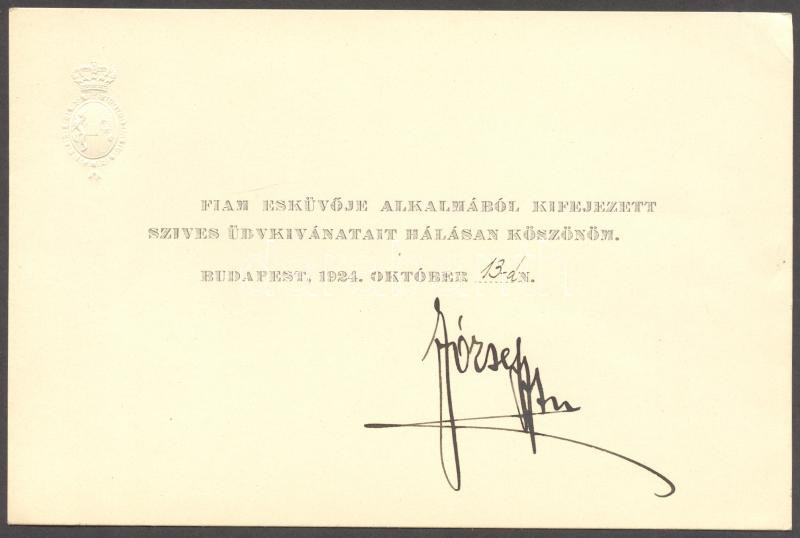 FIAM ESKÜVŐJE ALKALMÁBÓL KIFEJEZETT
SZIVES ÜDVKIVÁNATAIT HÁLÁSAN KÖSZÖNÖM.
BUDAPEST, 1924. OKTÓBER 13-ÁN.
József